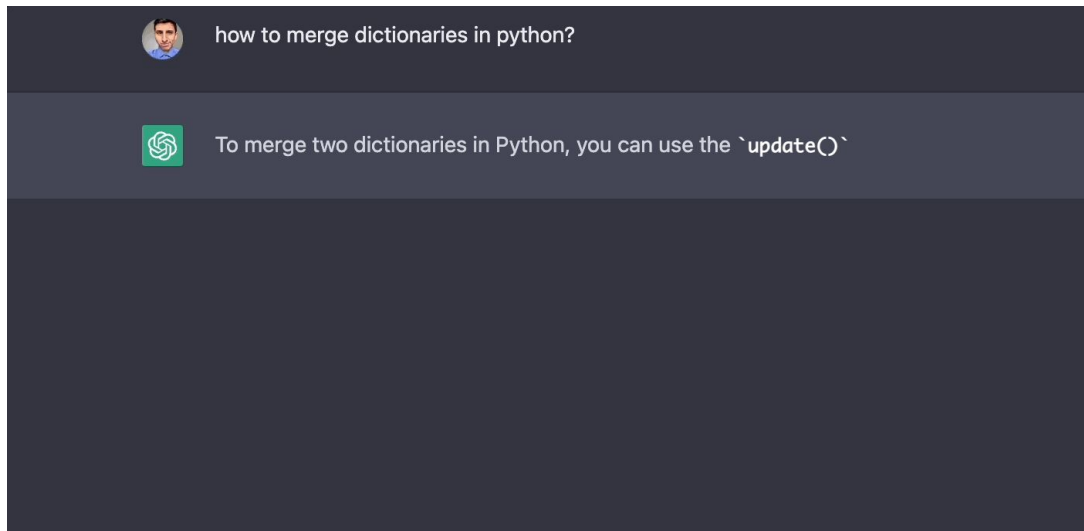 how to merge dictionaries in python?
To merge two dictionaries in Python, you can use the `update()`